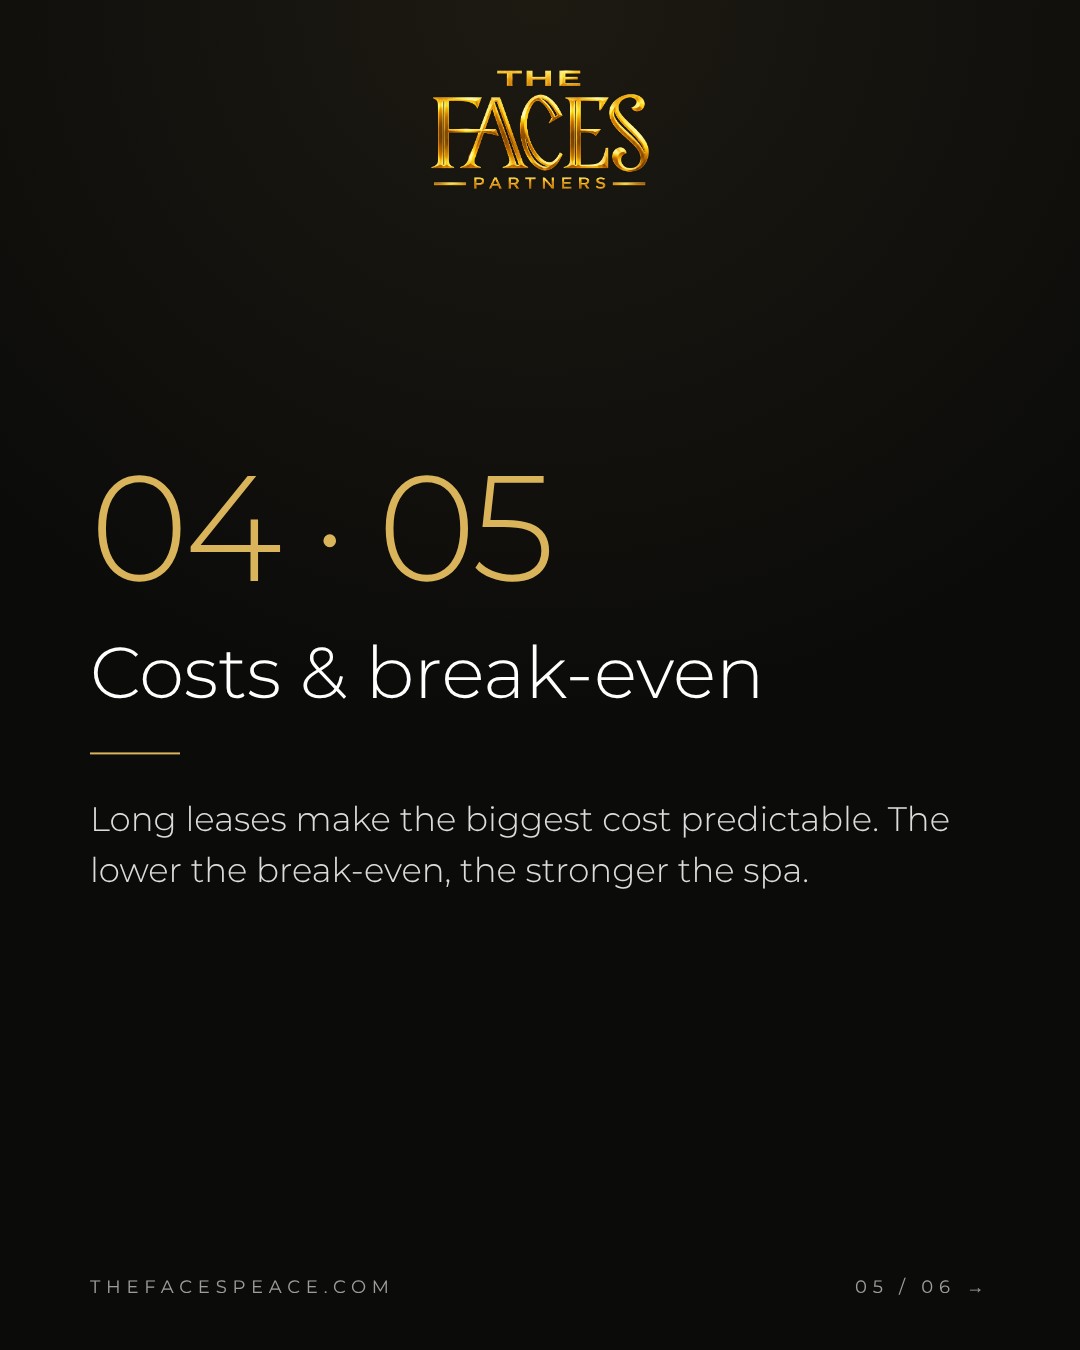 THE
FACES
PARTNERS
04 · 05
Costs & break-even
Long leases make the biggest cost predictable. The
lower the break-even, the stronger the spa.
THEFACESPEACE.COM
05 / 06 →